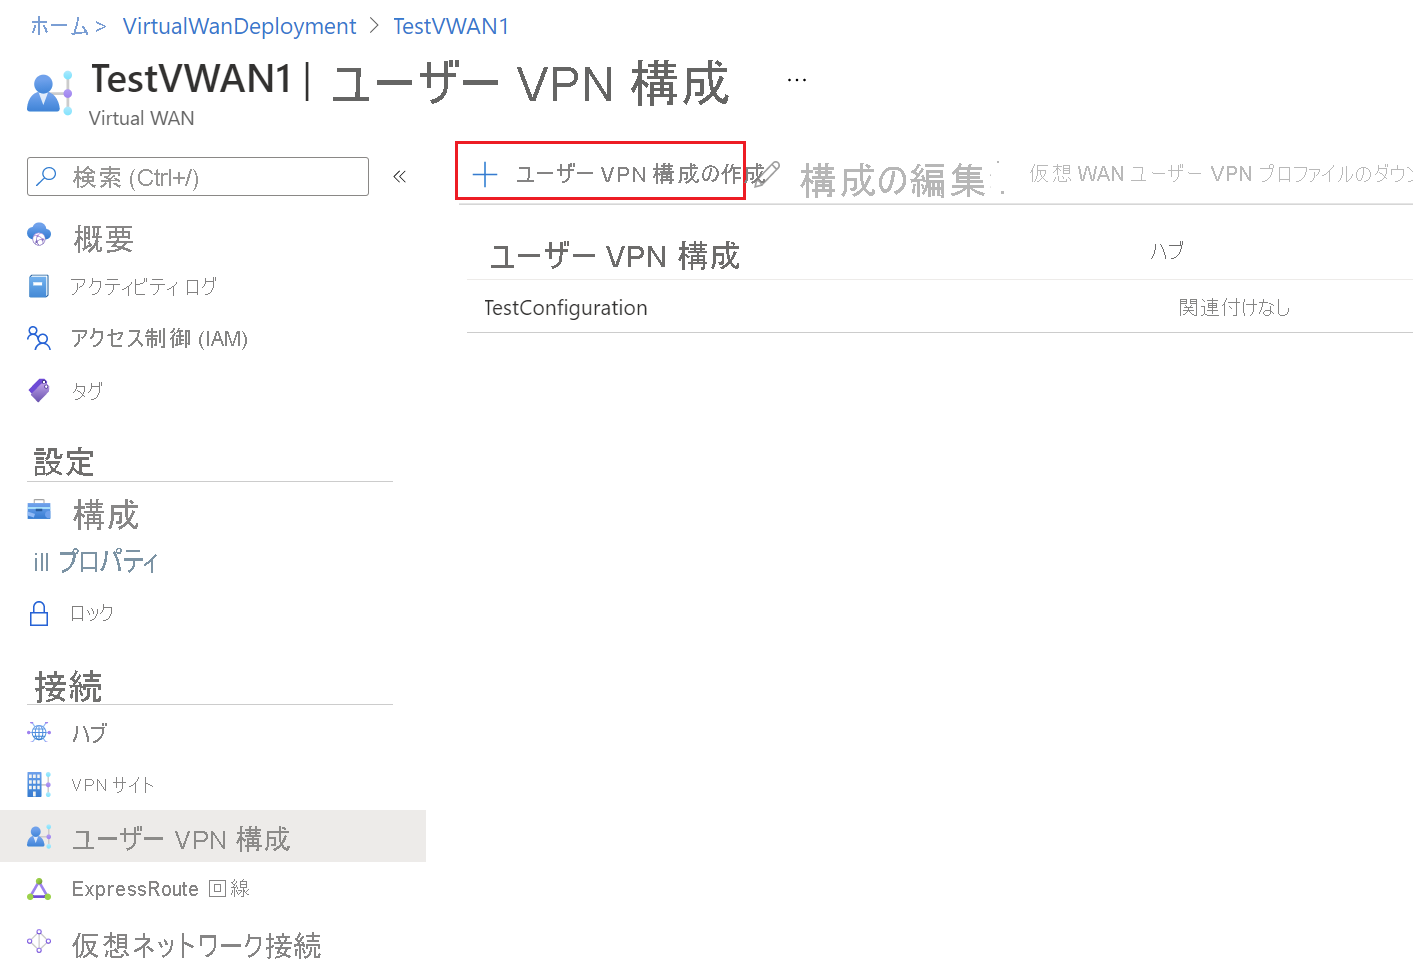 ホーム > VirtualWanDeployment > TestVWAN1
TestVWAN1 | ユーザー VPN 構成 ...
Virtual WAN
検索 (Ctrl+/) «
+ ユーザー VPN 構成の作成 構成の編集 仮想 WAN ユーザー VPN プロファイルのダウン
概要
アクティビティ ログ
アクセス制御 (IAM)
タグ
設定
構成
ill プロパティ
ロック
接続
ハブ
VPN サイト
ユーザー VPN 構成
ExpressRoute 回線
仮想ネットワーク接続
ユーザー VPN 構成 ハブ
TestConfiguration 関連付けなし